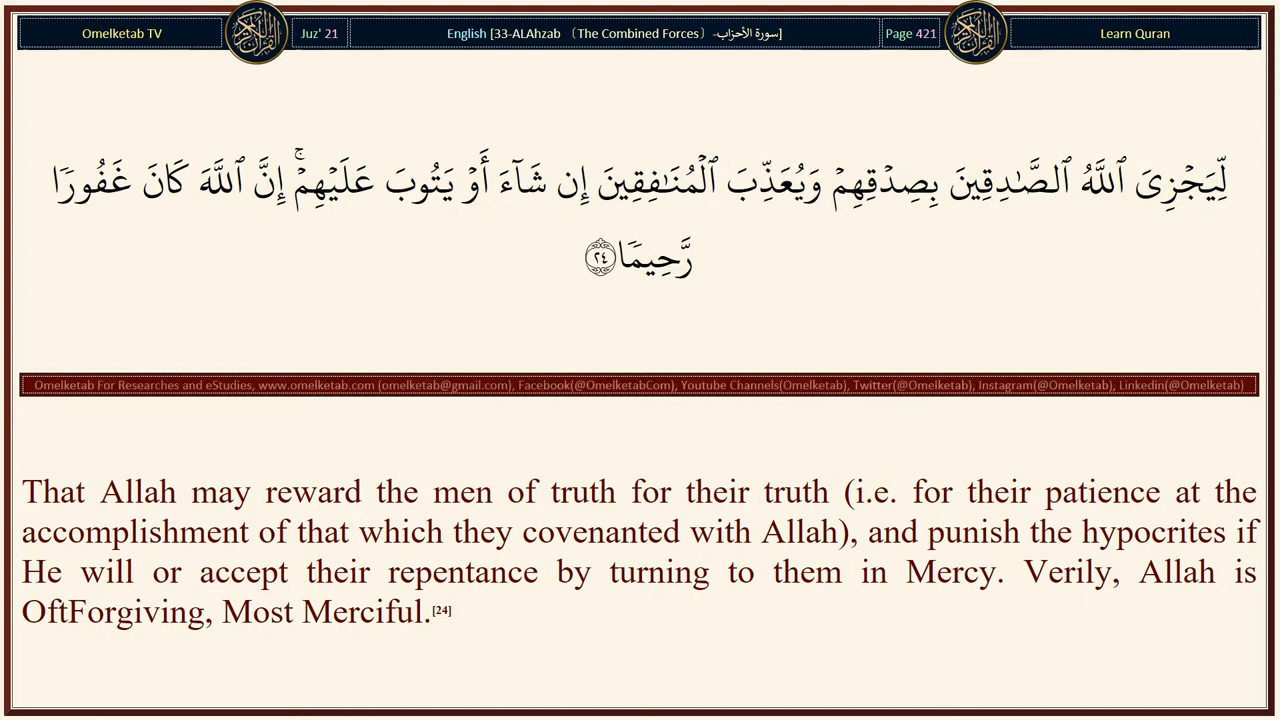 Omelketab TV
Juz' 21
English [33-ALAhzab 〔The Combined Forces〕-سورة الأحزاب]
Page 421
Learn Quran
لِّيَجۡزِىَ ٱللَّهُ ٱلصَّـٰدِقِينَ بِصِدۡقِهِمۡ وَيُعَذِّبَ ٱلۡمُنَـٰفِقِينَ إِن شَآءَ أَوۡ يَتُوبَ عَلَيۡهِمۡۚ إِنَّ ٱللَّهَ كَانَ غَفُورًۭا
رَّحِيمًۭا ٢٤
Omelketab For Researches and eStudies, www.omelketab.com (omelketab@gmail.com), Facebook(@OmelketabCom), Youtube Channels(Omelketab), Twitter(@Omelketab), Instagram(@Omelketab), Linkedin(@Omelketab)
That Allah may reward the men of truth for their truth (i.e. for their patience at the
accomplishment of that which they covenanted with Allah), and punish the hypocrites if
He will or accept their repentance by turning to them in Mercy. Verily, Allah is
OftForgiving, Most Merciful.[24]